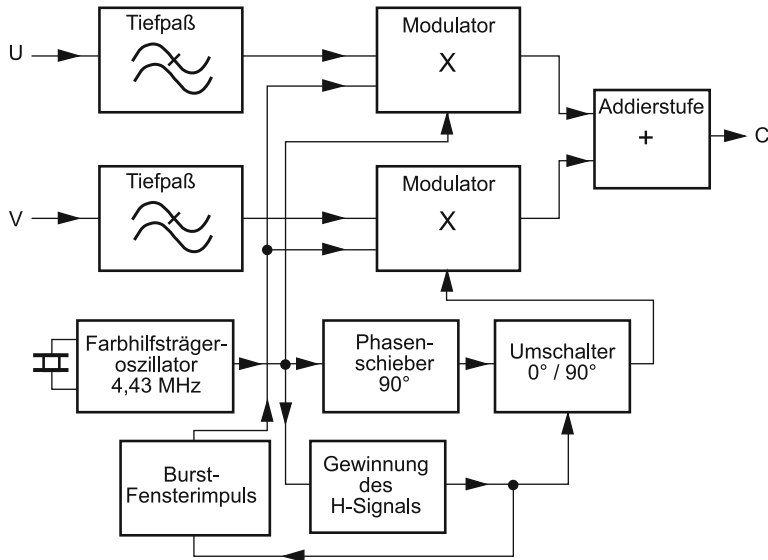 Tiefpaß
Modulator
U
X
Addierstufe
+
C
Tiefpaß
Modulator
V
X
Farbhilfsträger-
oszillator
4,43 MHz
Phasen-
schieber
90°
Umschalter
0° / 90°
Burst-
Fensterimpuls
Gewinnung
des
H-Signals